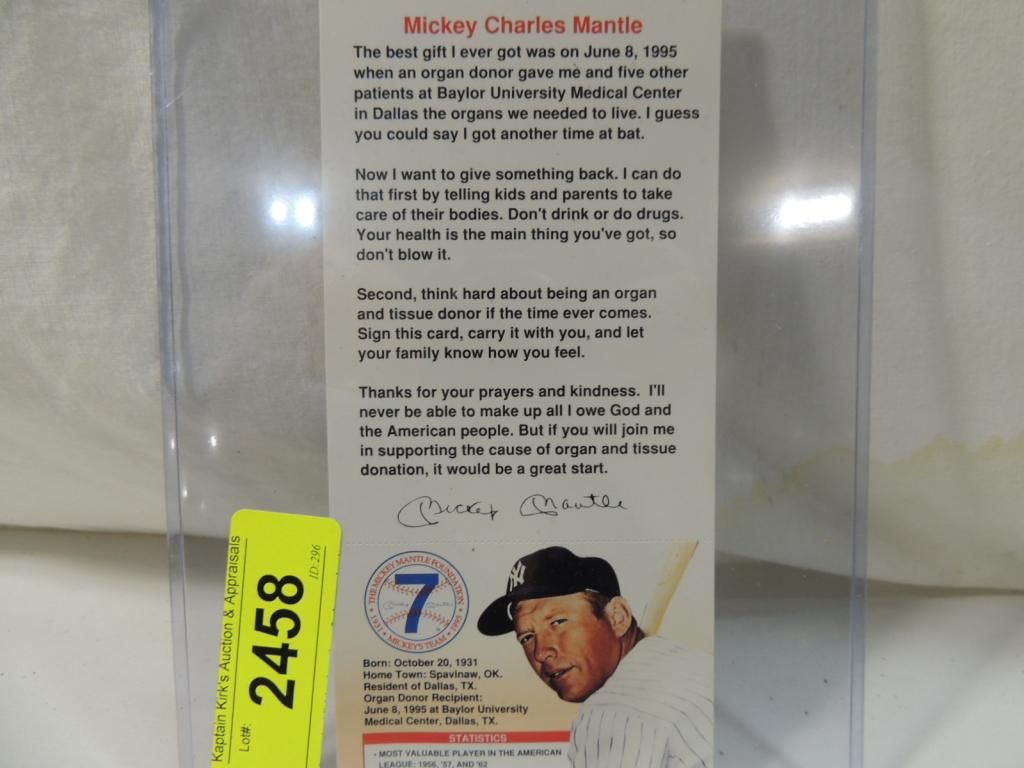 Mickey Charles Mantle
The best gift I ever got was on June 8, 1995
when an organ donor gave me and five other
patients at Baylor University Medical Center
in Dallas the organs we needed to live. I guess
you could say I got another time at bat.
Now I want to give something back. I can do
that first by telling kids and parents to take
care of their bodies. Don't drink or do drugs.
Your health is the main thing you've got, so
don't blow it.
Second, think hard about being an organ
and tissue donor if the time ever comes.
Sign this card, carry it with you, and let
your family know how you feel.
Thanks for your prayers and kindness. I'll
never be able to make up all I owe God and
the American people. But if you will join me
in supporting the cause of organ and tissue
donation, it would be a great start.
Mickey Mantle
THE MICKEY MANTLE FOUNDATION
7
Mickey Mantle
1931 • MICKEY'S TEAM • 1995
NY
Born: October 20, 1931
Home Town: Spavinaw, OK.
Resident of Dallas, TX.
Organ Donor Recipient:
June 8, 1995 at Baylor University
Medical Center, Dallas, TX.
STATISTICS
- MOST VALUABLE PLAYER IN THE AMERICAN
LEAGUE: 1956, '57, AND '62
Kaptain Kirk's Auction & Appraisals
Lot#:
2458
ID:296